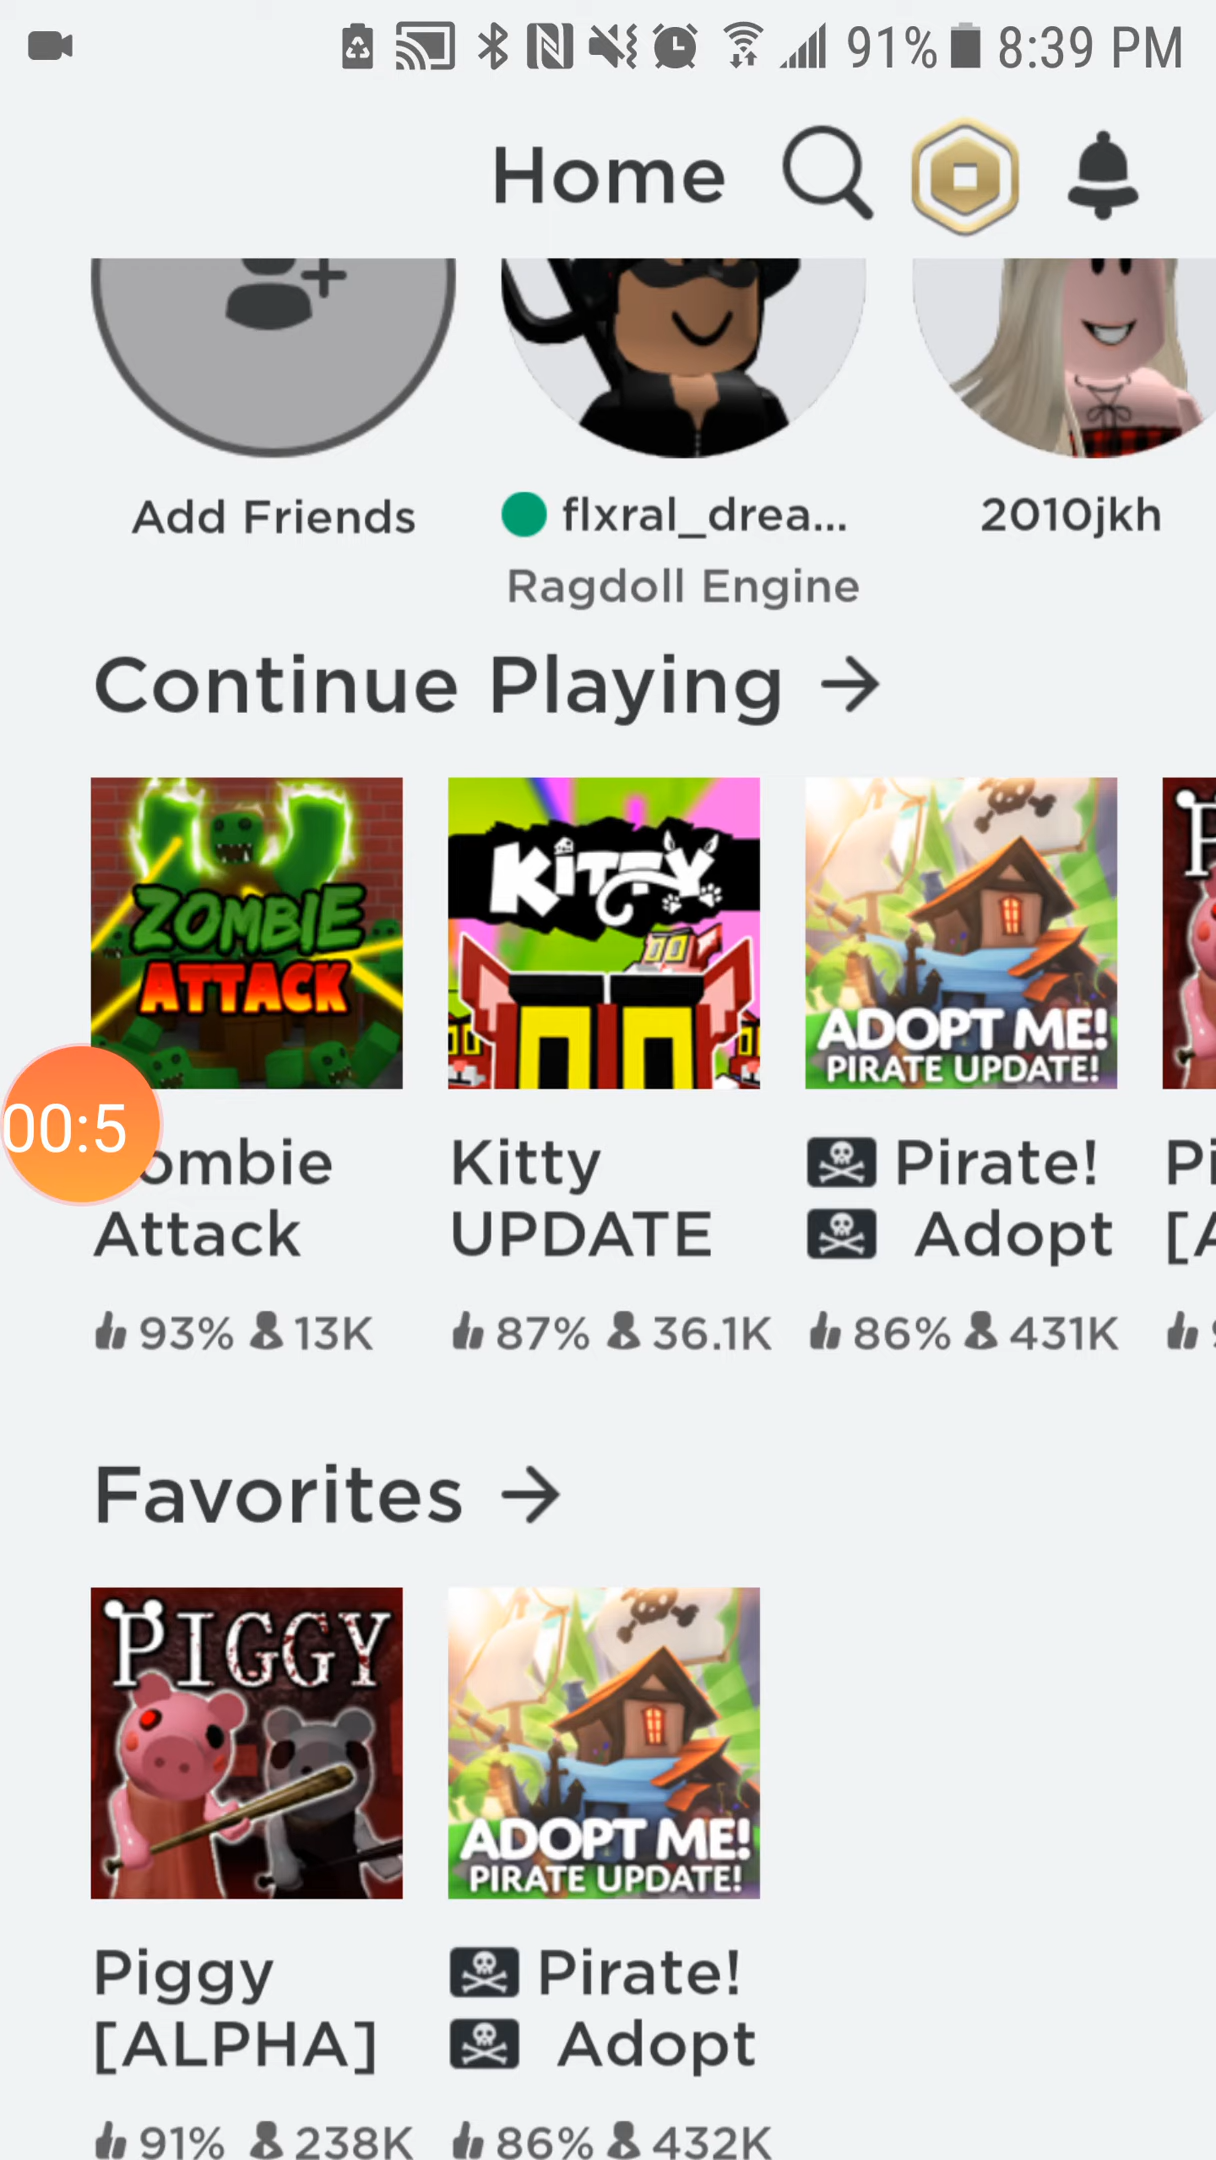 91% 8:39 PM
Home
Add Friends
flxral_drea...
2010jkh
Ragdoll Engine
Continue Playing
ZOMBIE
ATTACK
KITTY
ADOPT ME!
PIRATE UPDATE!
P
00:5
ombie
Attack
Kitty
UPDATE
Pirate!
Adopt
Pi
[A
93% 13K
87% 36.1K
86% 431K
Favorites
PIGGY
ADOPT ME!
PIRATE UPDATE!
Piggy
[ALPHA]
Pirate!
Adopt
91% 238K
86% 432K